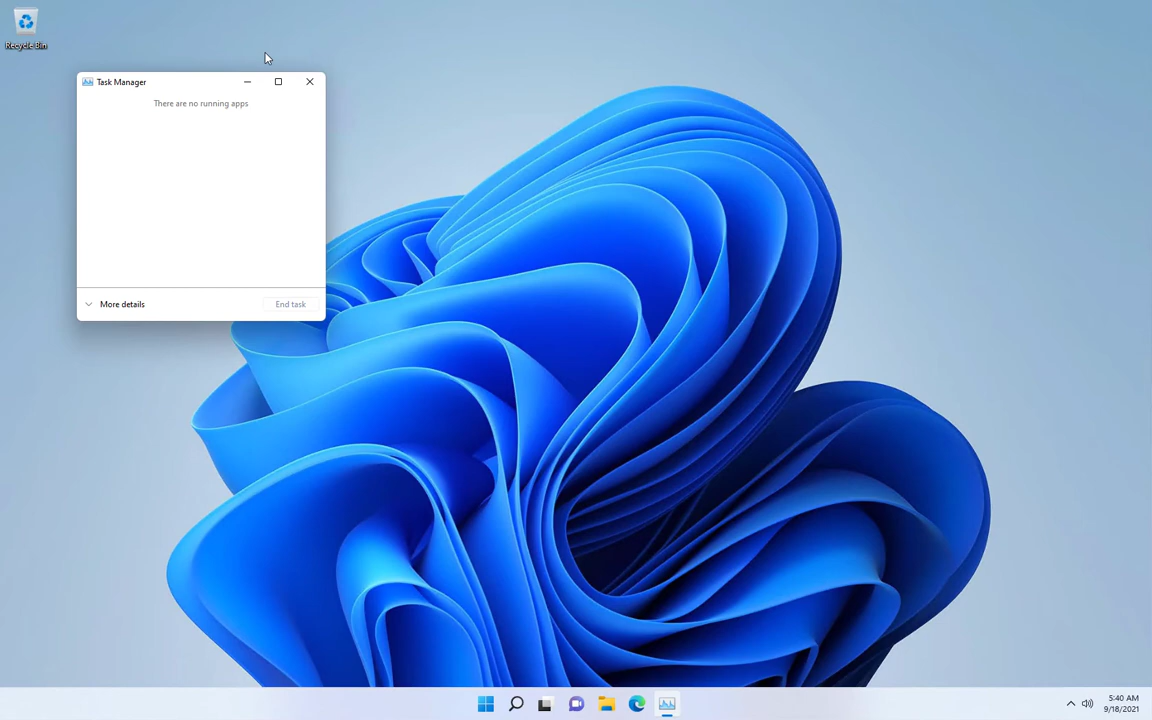 Recycle Bin
Task Manager
There are no running apps
More details
End task
5:40 AM
9/18/2021